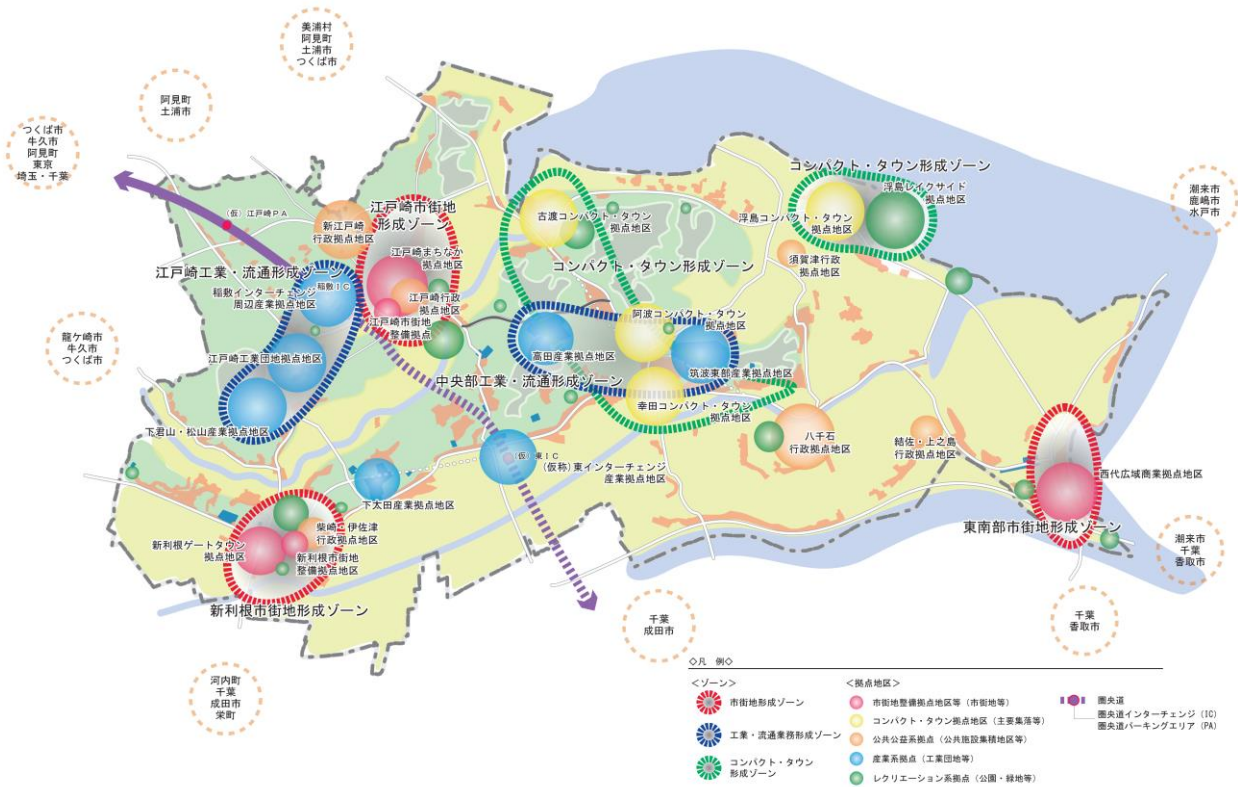 美浦村
阿見町
土浦市
つくば市
阿見町
土浦市
つくば市
牛久市
阿見町
東京
埼玉・千葉
龍ケ崎市
牛久市
つくば市
河内町
千葉
成田市
栄町
千葉
成田市
千葉
香取市
潮来市
千葉
香取市
潮来市
鹿嶋市
水戸市
(仮)江戸崎PA
新江戸崎
行政拠点地区
江戸崎市街地
形成ゾーン
江戸崎まちなか
拠点地区
江戸崎行政
拠点地区
江戸崎市街地
整備拠点
江戸崎工業・流通形成ゾーン
稲敷IC
稲敷インターチェンジ
周辺産業拠点地区
江戸崎工業団地拠点地区
下君山・松山産業拠点地区
コンパクト・タウン形成ゾーン
浮島レイクサイド
拠点地区
浮島コンパクト・タウン
拠点地区
古渡コンパクト・タウン
拠点地区
コンパクト・タウン形成ゾーン
須賀津行政
拠点地区
阿波コンパクト・タウン
拠点地区
高田産業拠点地区
筑波東部産業拠点地区
中央部工業・流通形成ゾーン
幸田コンパクト・タウン
拠点地区
八千石
行政拠点地区
結佐・上之島
行政拠点地区
西代広域商業拠点地区
東南部市街地形成ゾーン
(仮)東IC
(仮称)東インターチェンジ
産業拠点地区
下太田産業拠点地区
柴崎・伊佐津
行政拠点地区
新利根ゲートタウン
拠点地区
新利根市街地
整備拠点地区
新利根市街地形成ゾーン
◇凡 例◇
<ゾーン>
市街地形成ゾーン
工業・流通業務形成ゾーン
コンパクト・タウン
形成ゾーン
<拠点地区>
市街地整備拠点地区等(市街地等)
コンパクト・タウン拠点地区(主要集落等)
公共公益系拠点(公共施設集積地区等)
産業系拠点(工業団地等)
レクリエーション系拠点(公園・緑地等)
圏央道
圏央道インターチェンジ(IC)
圏央道パーキングエリア(PA)